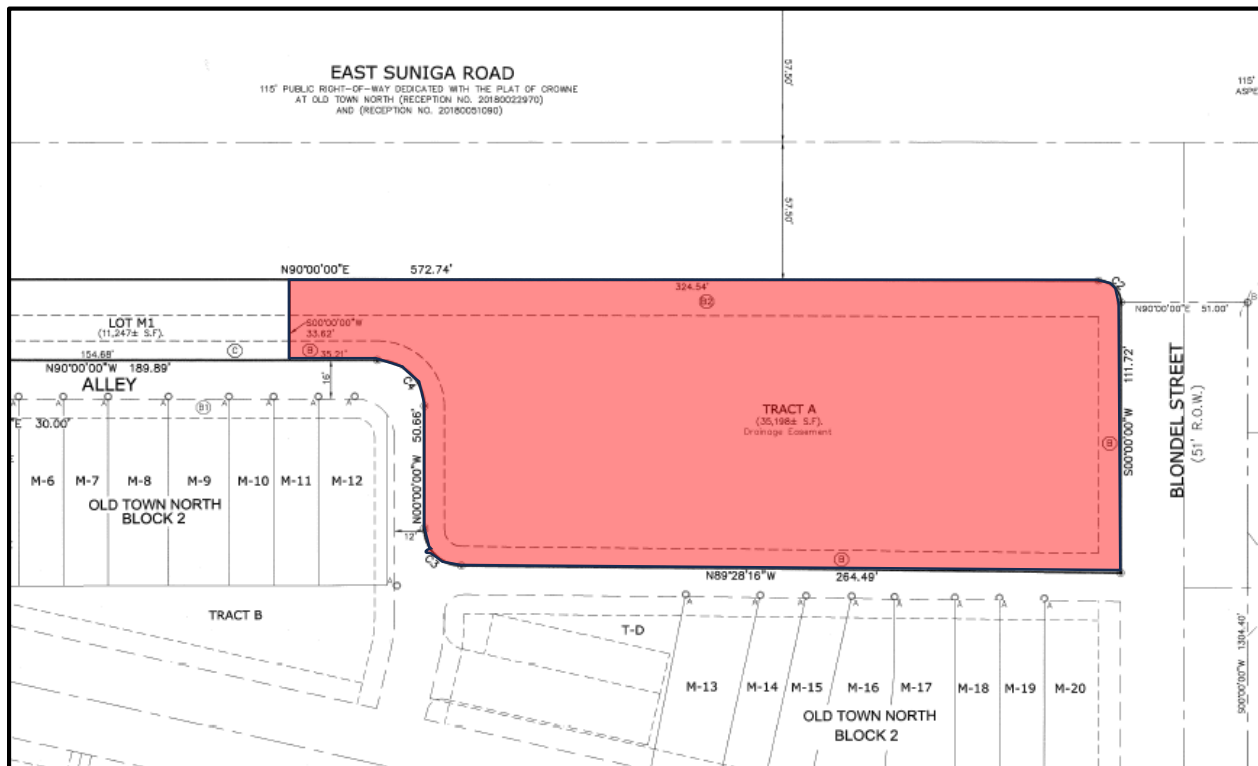 EAST SUNIGA ROAD
115' PUBLIC RIGHT-OF-WAY DEDICATED WITH THE PLAT OF CROWNE
AT OLD TOWN NORTH (RECEPTION NO. 20180022970)
AND (RECEPTION NO. 20180051090)
57.50'
115'
ASPE
57.50'
N90°00'00"E 572.74'
324.54'
B2
C2
N90°00'00"E 51.00'
B
LOT M1
(11,247± S.F).
S00°00'00"W
33.62'
154.68'
C
B
35.21'
N90°00'00"W 189.89'
ALLEY
16'
C4
A
A
A
A
A
A
A
B1
E 30.00'
N00°00'00"W 50.66'
TRACT A
(35,198± S.F).
Drainage Easement
B
S00°00'00"W 111.72'
BLONDEL STREET
(51' R.O.W.)
M-6
M-7
M-8
M-9
M-10
M-11
M-12
OLD TOWN NORTH
BLOCK 2
12'
C3
B
N89°28'16"W 264.49'
A
A
A
A
A
A
A
A
A
TRACT B
T-D
S00°00'00"W 1304.40'
M-13
M-14
M-15
M-16
M-17
M-18
M-19
M-20
OLD TOWN NORTH
BLOCK 2